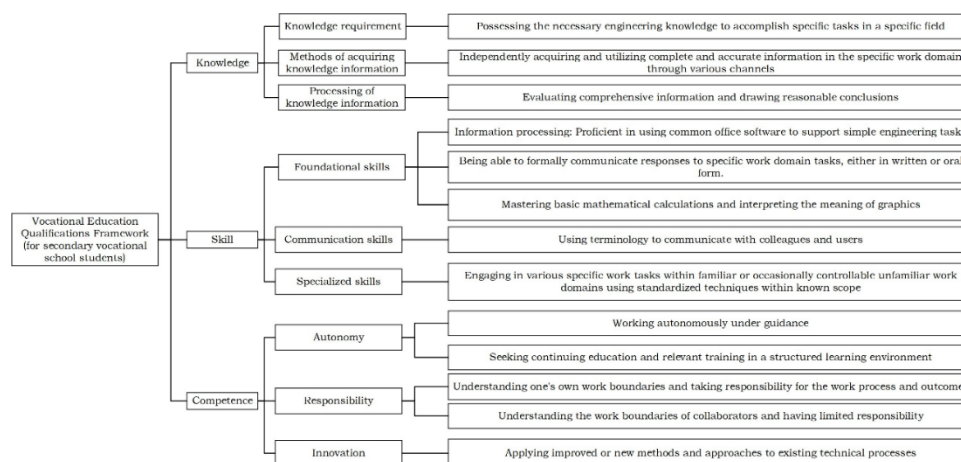 Knowledge requirement
Possessing the necessary engineering knowledge to accomplish specific tasks in a specific field
Knowledge
Methods of acquiring
knowledge information
Independently acquiring and utilizing complete and accurate information in the specific work domain
through various channels
Processing of
knowledge information
Evaluating comprehensive information and drawing reasonable conclusions
Vocational Education
Qualifications Framework
(for secondary vocational
school students)
Skill
Foundational skills
Information processing: Proficient in using common office software to support simple engineering task
Being able to formally communicate responses to specific work domain tasks, either in written or oral
form.
Mastering basic mathematical calculations and interpreting the meaning of graphics
Communication skills
Using terminology to communicate with colleagues and users
Specialized skills
Engaging in various specific work tasks within familiar or occasionally controllable unfamiliar work
domains using standardized techniques within known scope
Competence
Autonomy
Working autonomously under guidance
Seeking continuing education and relevant training in a structured learning environment
Responsibility
Understanding one's own work boundaries and taking responsibility for the work process and outcome
Understanding the work boundaries of collaborators and having limited responsibility
Innovation
Applying improved or new methods and approaches to existing technical processes